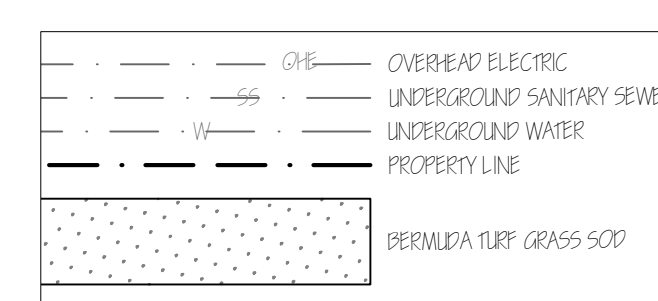 OHE OVERHEAD ELECTRIC
SS UNDERGROUND SANITARY SEWE
W UNDERGROUND WATER
PROPERTY LINE
BERMUDA TURF GRASS SOD